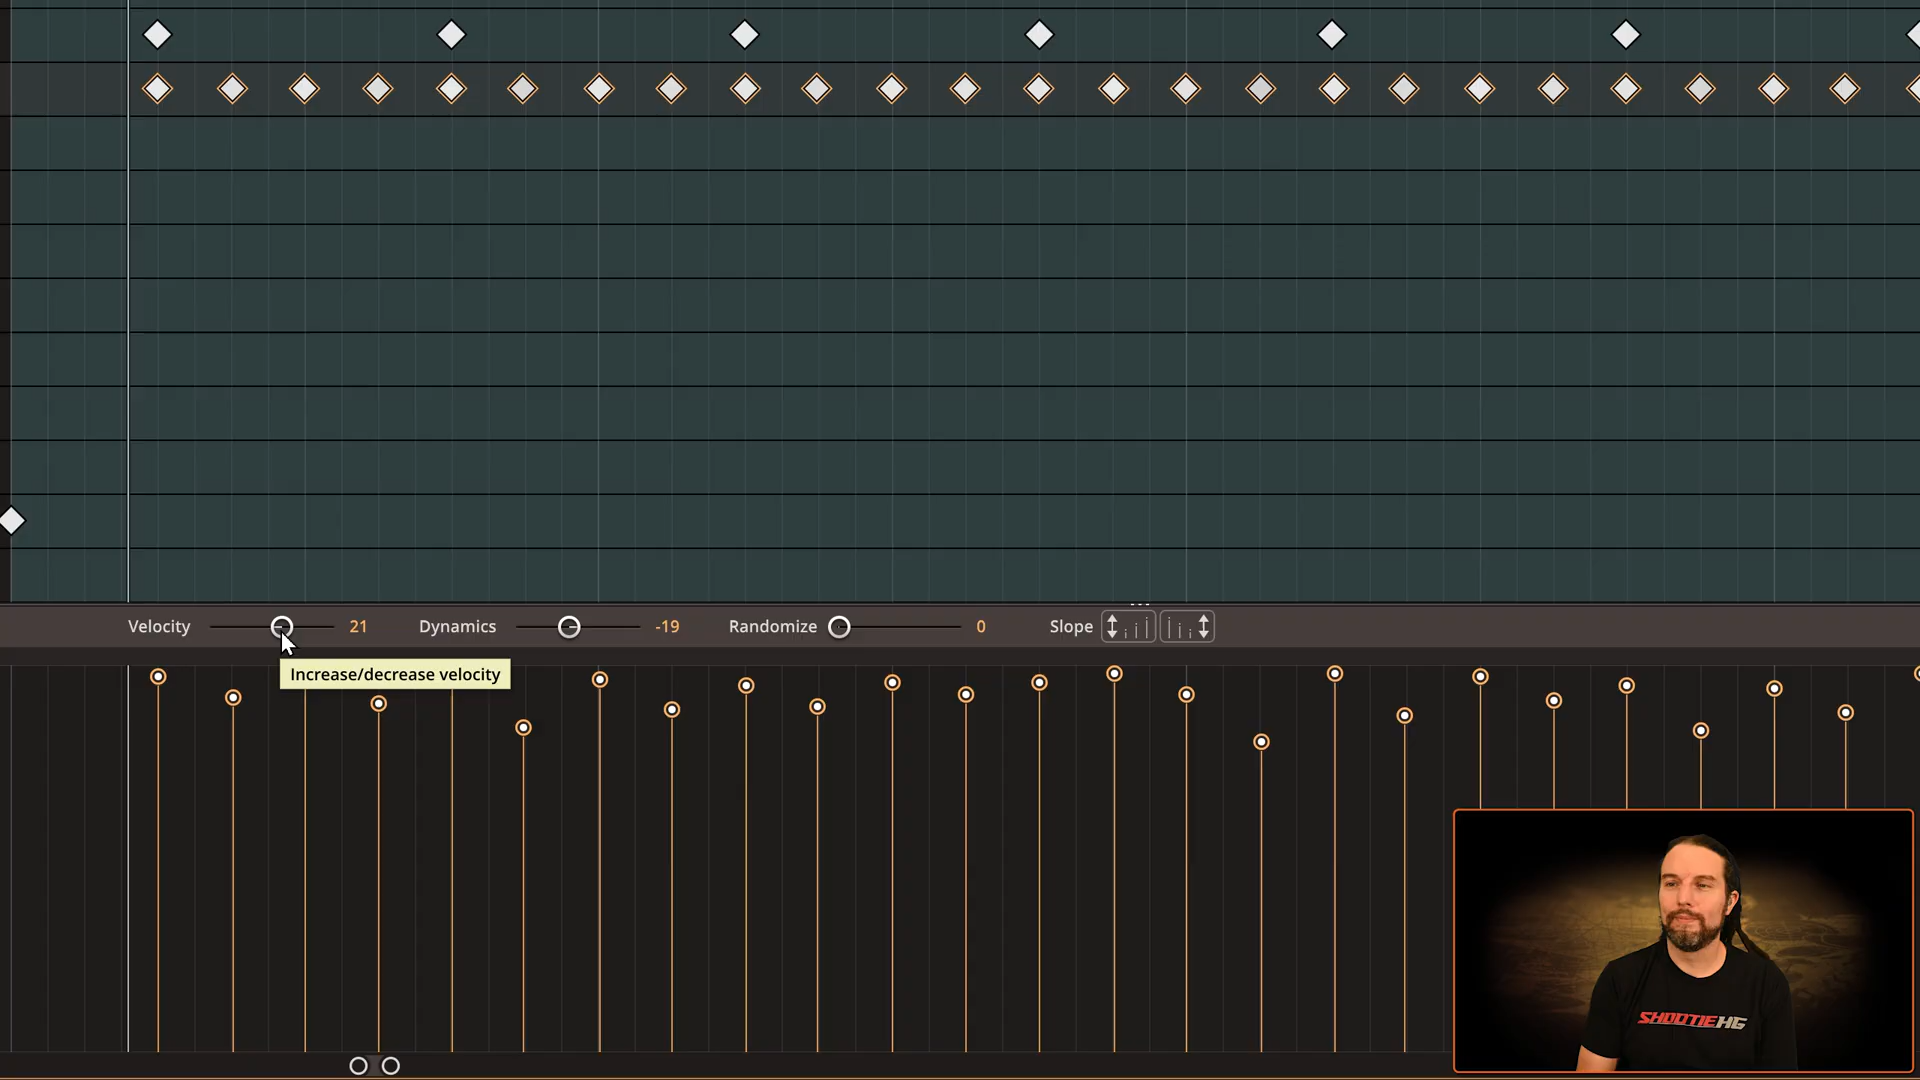 Velocity 21 Dynamics -19 Randomize 0 Slope
Increase/decrease velocity
SHOOTIEHG